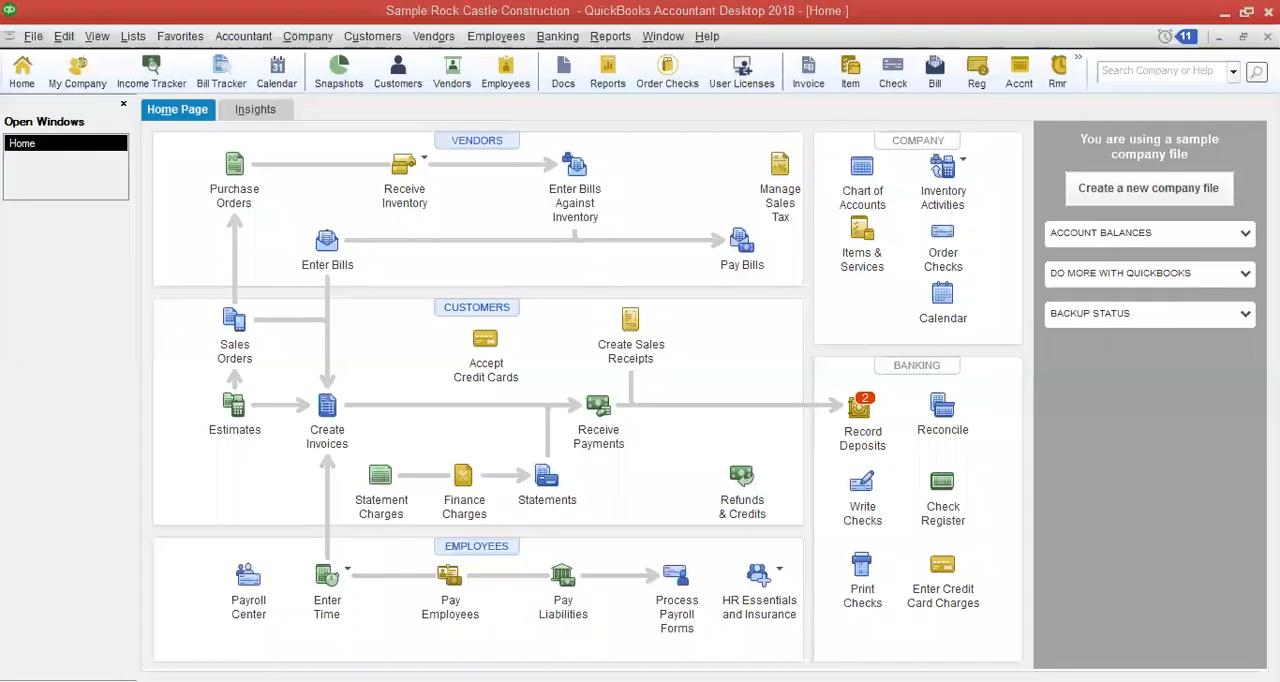 Sample Rock Castle Construction - QuickBooks Accountant Desktop 2018 - [Home ]
File Edit View Lists Favorites Accountant Company Customers Vendors Employees Banking Reports Window Help
11
Home My Company Income Tracker Bill Tracker Calendar Snapshots Customers Vendors Employees Docs Reports Order Checks User Licenses Invoice Item Check Bill Reg Accnt Rmr
Search Company or Help
Home Page Insights
Open Windows
Home
VENDORS
Purchase
Orders
Receive
Inventory
Enter Bills
Against
Inventory
Manage
Sales
Tax
Enter Bills
Pay Bills
CUSTOMERS
Sales
Orders
Accept
Credit Cards
Create Sales
Receipts
Estimates
Create
Invoices
Receive
Payments
Statement
Charges
Finance
Charges
Statements
Refunds
& Credits
EMPLOYEES
Payroll
Center
Enter
Time
Pay
Employees
Pay
Liabilities
Process
Payroll
Forms
HR Essentials
and Insurance
COMPANY
Chart of
Accounts
Inventory
Activities
Items &
Services
Order
Checks
Calendar
BANKING
2
Record
Deposits
Reconcile
Write
Checks
Check
Register
Print
Checks
Enter Credit
Card Charges
You are using a sample
company file
Create a new company file
ACCOUNT BALANCES
DO MORE WITH QUICKBOOKS
BACKUP STATUS